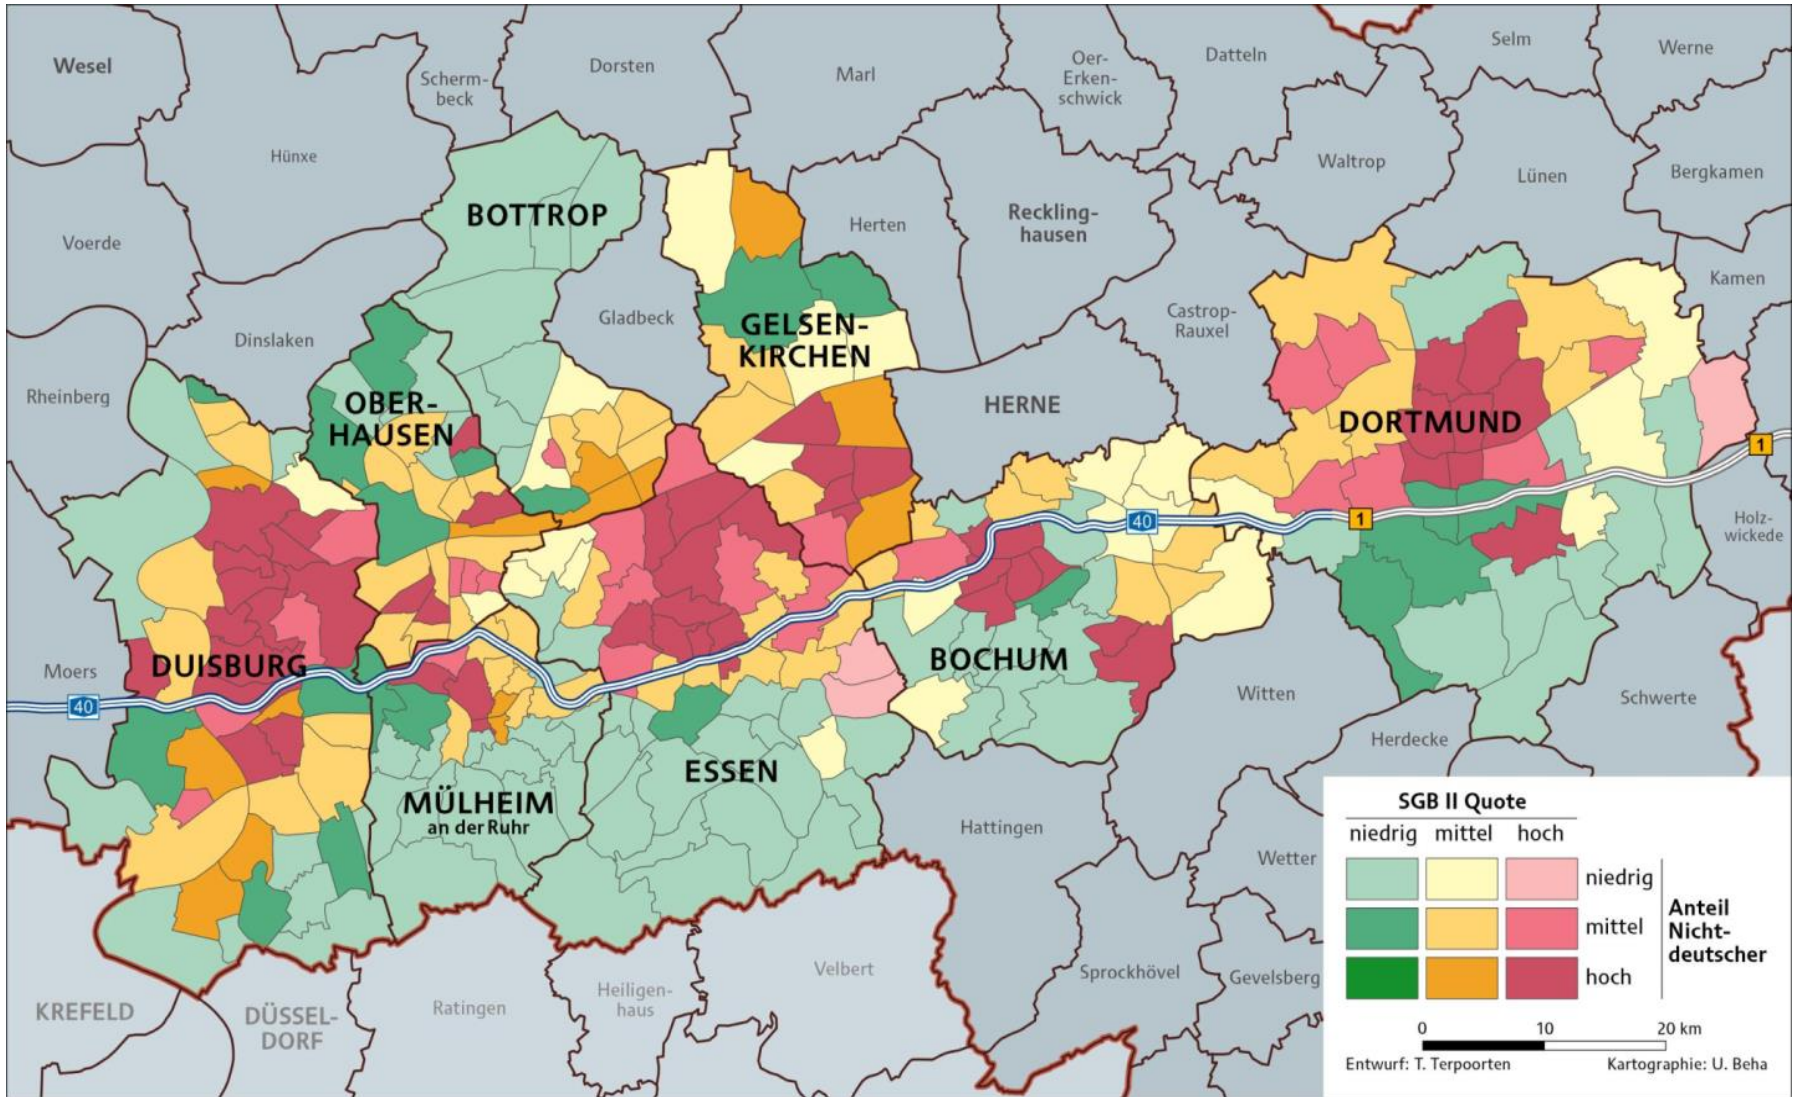 Wesel
Scherm-
beck
Dorsten
Marl
Oer-
Erken-
schwick
Datteln
Selm
Werne
Hünxe
Waltrop
Lünen
Bergkamen
Voerde
BOTTROP
Herten
Reckling-
hausen
Kamen
Dinslaken
Gladbeck
GELSEN-
KIRCHEN
Castrop-
Rauxel
Rheinberg
OBER-
HAUSEN
HERNE
DORTMUND
1
40
1
Holz-
wickede
Moers
DUISBURG
BOCHUM
Witten
Schwerte
40
Herdecke
ESSEN
MÜLHEIM
an der Ruhr
Hattingen
Wetter
KREFELD
DÜSSEL-
DORF
Ratingen
Heiligen-
haus
Velbert
Sprockhövel
Gevelsberg
SGB II Quote
niedrig mittel hoch
niedrig
mittel
hoch
Anteil
Nicht-
deutscher
0 10 20 km
Entwurf: T. Terpoorten Kartographie: U. Beha